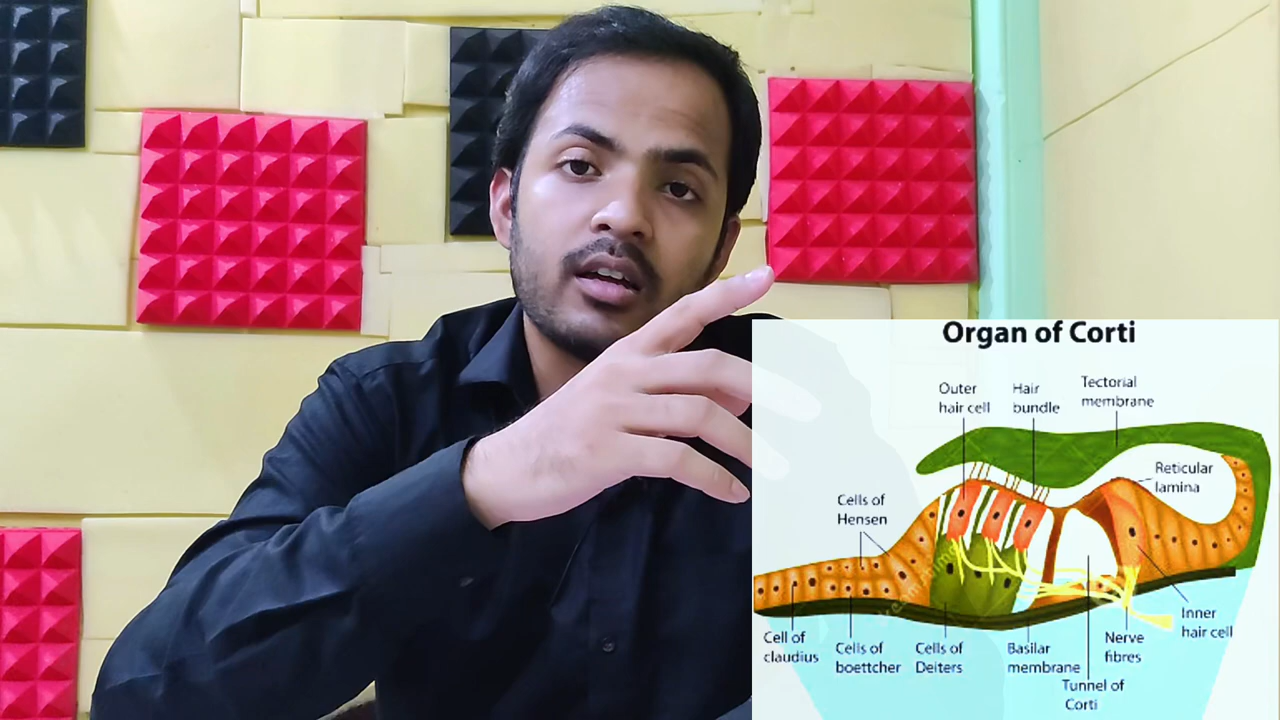 Organ of Corti
Outer
hair cell
Hair
bundle
Tectorial
membrane
Reticular
lamina
Cells of
Hensen
Cell of
claudius
Cells of
boettcher
Cells of
Deiters
Basilar
membrane
Nerve
fibres
Inner
hair cell
Tunnel of
Corti